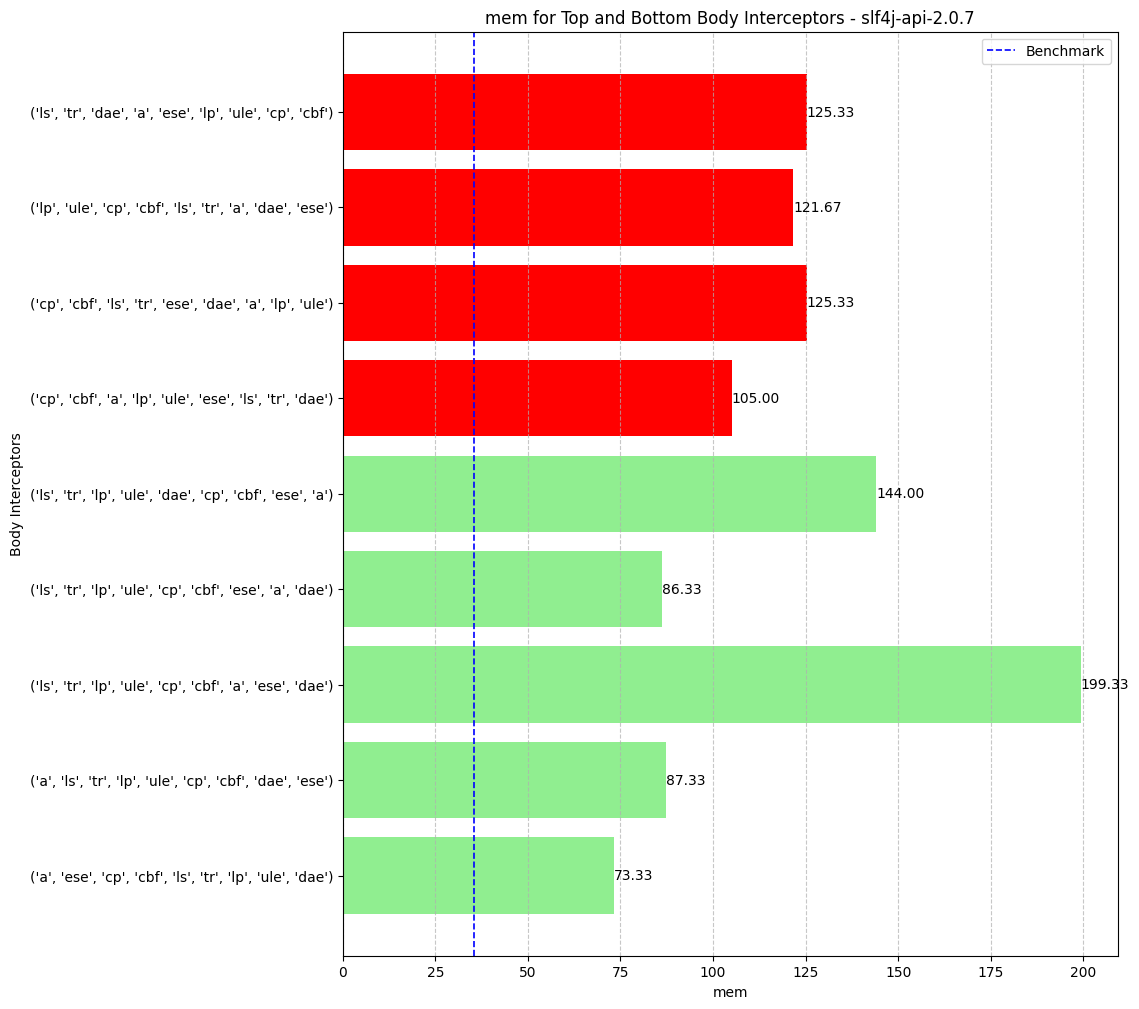 mem for Top and Bottom Body Interceptors - slf4j-api-2.0.7
Benchmark
('ls', 'tr', 'dae', 'a', 'ese', 'lp', 'ule', 'cp', 'cbf')
125.33
('lp', 'ule', 'cp', 'cbf', 'ls', 'tr', 'a', 'dae', 'ese')
121.67
('cp', 'cbf', 'ls', 'tr', 'ese', 'dae', 'a', 'lp', 'ule')
125.33
('cp', 'cbf', 'a', 'lp', 'ule', 'ese', 'ls', 'tr', 'dae')
105.00
('ls', 'tr', 'lp', 'ule', 'dae', 'cp', 'cbf', 'ese', 'a')
144.00
('ls', 'tr', 'lp', 'ule', 'cp', 'cbf', 'ese', 'a', 'dae')
86.33
('ls', 'tr', 'lp', 'ule', 'cp', 'cbf', 'a', 'ese', 'dae')
199.33
('a', 'ls', 'tr', 'lp', 'ule', 'cp', 'cbf', 'dae', 'ese')
87.33
('a', 'ese', 'cp', 'cbf', 'ls', 'tr', 'lp', 'ule', 'dae')
73.33
Body Interceptors
0 25 50 75 100 125 150 175 200
mem